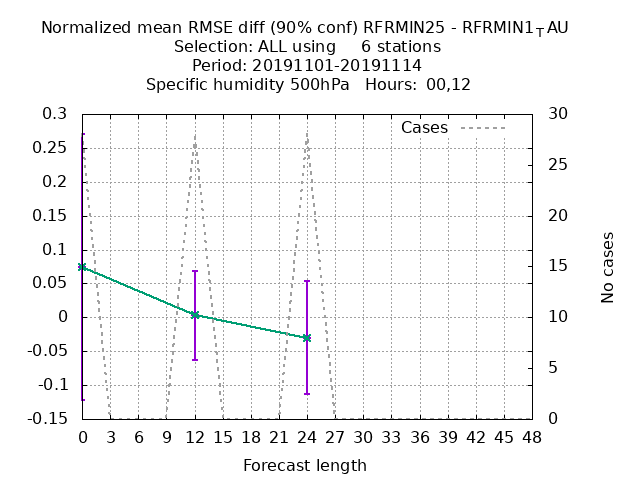 Normalized mean RMSE diff (90% conf) RFRMIN25 - RFRMIN1_TAU
Selection: ALL using 6 stations
Period: 20191101-20191114
Specific humidity 500hPa Hours: 00,12
Cases
0.3
0.25
0.2
0.15
0.1
0.05
0
-0.05
-0.1
-0.15
30
25
20
15
10
5
0
No cases
0 3 6 9 12 15 18 21 24 27 30 33 36 39 42 45 48
Forecast length